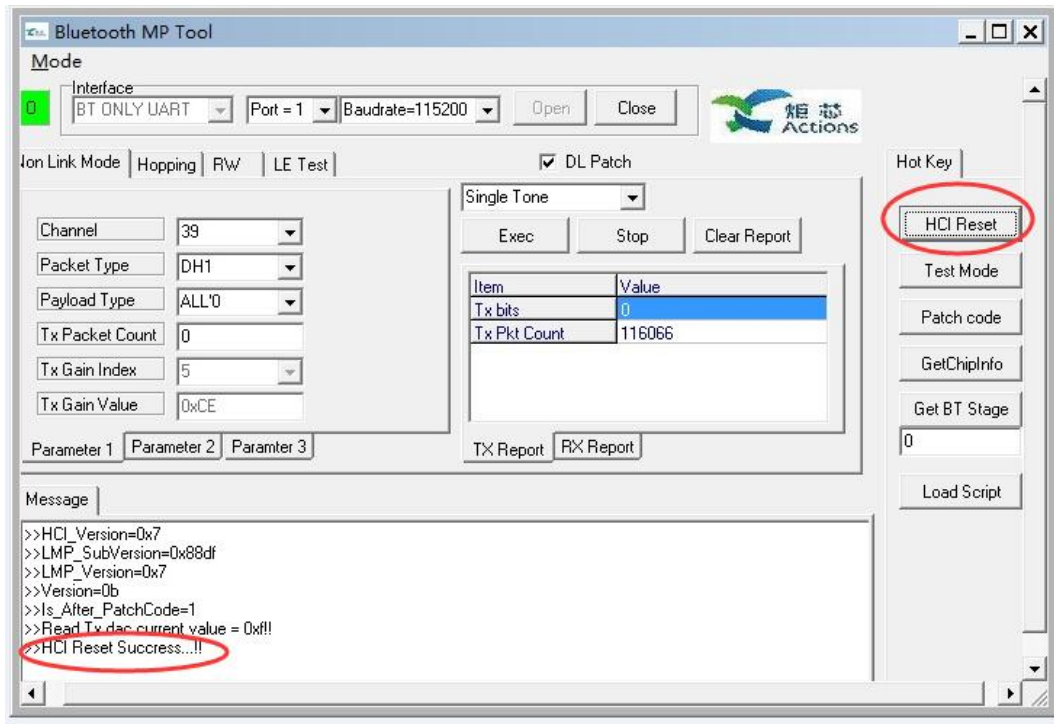 Bluetooth MP Tool
Mode
Interface
0
BT ONLY UART
Port = 1
Baudrate=115200
Open
Close
炬芯
Actions
Non Link Mode
Hopping
RW
LE Test
DL Patch
Hot Key
Single Tone
Channel
39
Exec
Stop
Clear Report
HCI Reset
Packet Type
DH1
Test Mode
Item
Value
Payload Type
ALL'0
Tx bits
0
Patch code
Tx Packet Count
0
Tx Pkt Count
116066
Tx Gain Index
5
GetChipInfo
Tx Gain Value
0xCE
Get BT Stage
0
Parameter 1
Parameter 2
Paramter 3
TX Report
RX Report
Load Script
Message
>>HCI_Version=0x7
>>LMP_SubVersion=0x88df
>>LMP_Version=0x7
>>Version=0b
>>Is_After_PatchCode=1
>>Read Tx dac current value = 0xf!!
>>HCI Reset Succress...!!